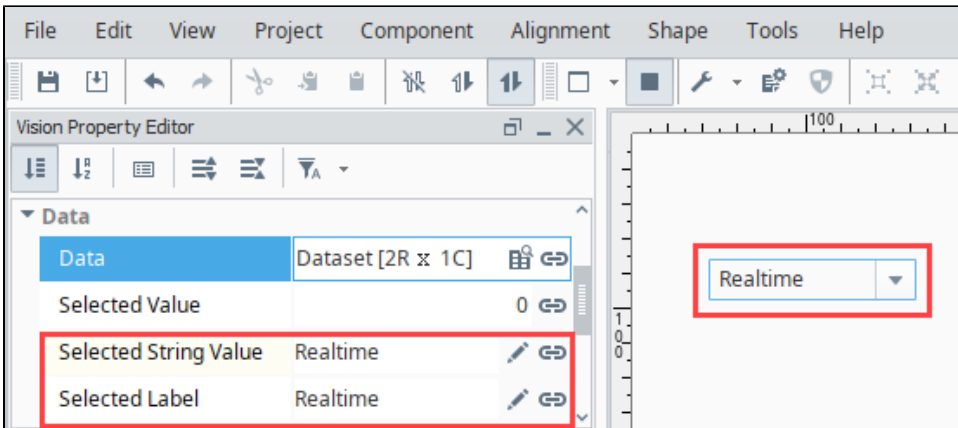 File Edit View Project Component Alignment Shape Tools Help
Vision Property Editor
100
Data
Data Dataset [2R x 1C]
Selected Value 0
Selected String Value Realtime
Selected Label Realtime
Realtime
100